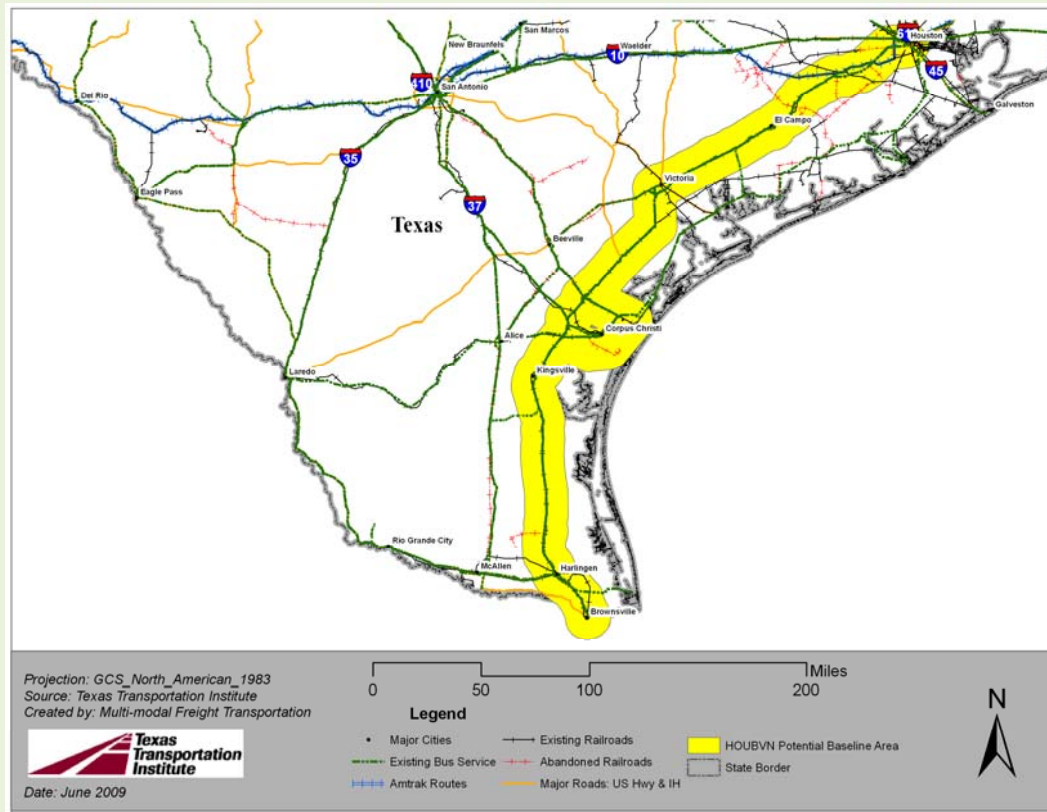 San Marcos
New Braunfels
Waelder
Houston
61
10
45
410
San Antonio
Del Rio
Galveston
El Campo
35
Victoria
Eagle Pass
37
Texas
Beeville
Alice
Corpus Christi
Laredo
Kingsville
Rio Grande City
McAllen
Harlingen
Brownsville
Projection: GCS_North_American_1983
Source: Texas Transportation Institute
Created by: Multi-modal Freight Transportation
Texas
Transportation
Institute
Date: June 2009
Miles
0 50 100 200
Legend
Major Cities
Existing Bus Service
Amtrak Routes
Existing Railroads
Abandoned Railroads
Major Roads: US Hwy & IH
HOUBVN Potential Baseline Area
State Border
N